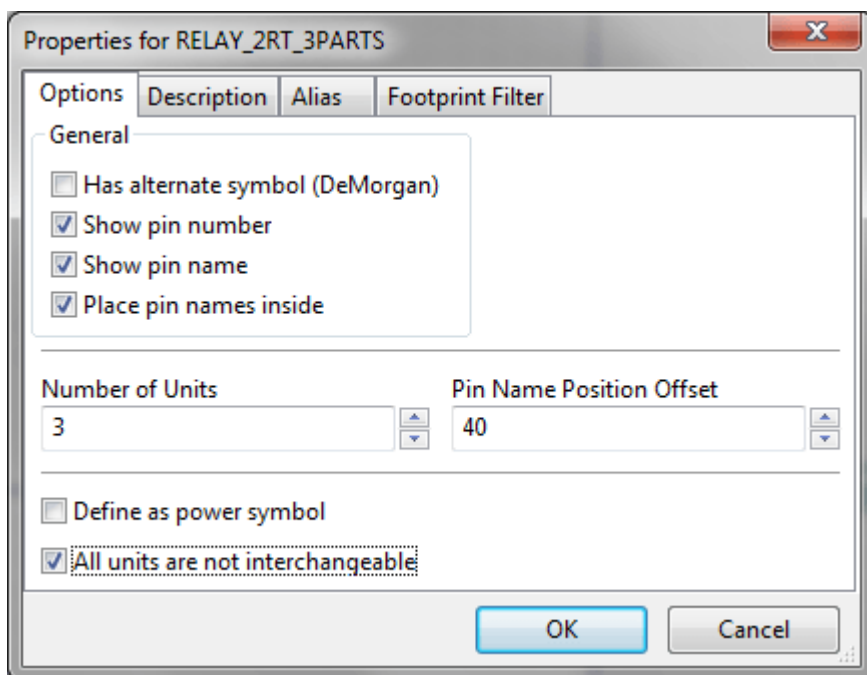 Properties for RELAY_2RT_3PARTS
Options Description Alias Footprint Filter
General
Has alternate symbol (DeMorgan)
Show pin number
Show pin name
Place pin names inside
Number of Units Pin Name Position Offset
3 40
Define as power symbol
All units are not interchangeable
OK Cancel